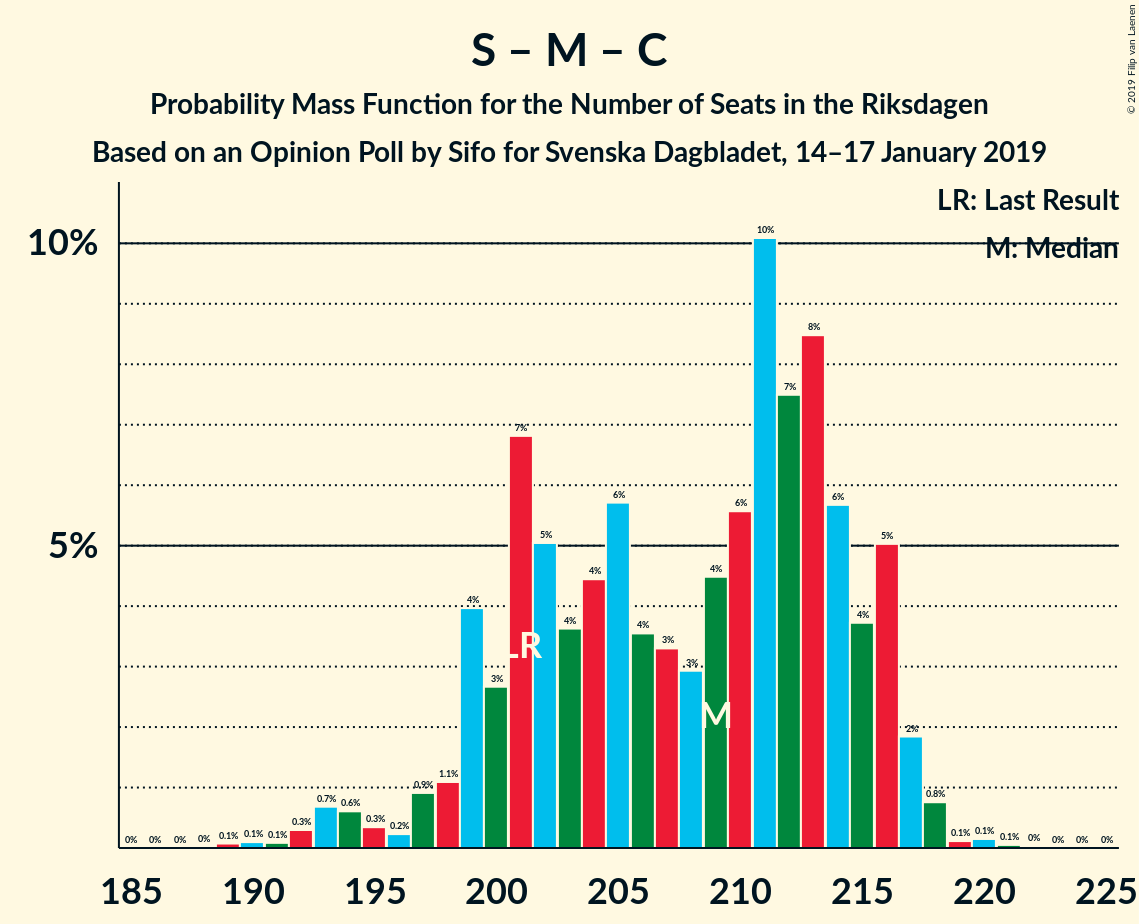 S – M – C
Probability Mass Function for the Number of Seats in the Riksdagen
Based on an Opinion Poll by Sifo for Svenska Dagbladet, 14–17 January 2019
© 2019 Filip van Laenen
LR: Last Result
M: Median
10%
5%
0% 0% 0% 0% 0.1% 0.1% 0.1% 0.3% 0.7% 0.6% 0.3% 0.2% 0.9% 1.1% 4% 3% 7% 5% 4% 4% 6% 4% 3% 3% 4% 6% 10% 7% 8% 6% 4% 5% 2% 0.8% 0.1% 0.1% 0.1% 0% 0% 0% 0%
LR
M
185 190 195 200 205 210 215 220 225